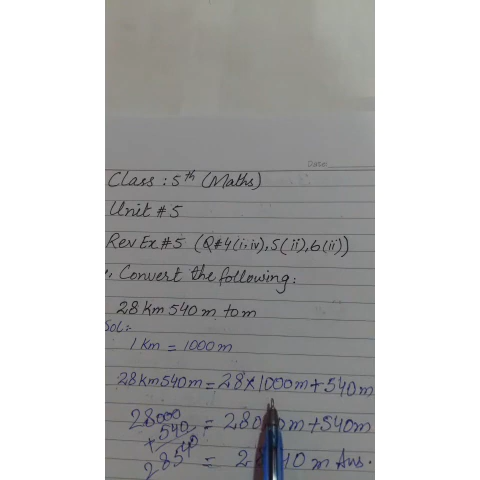 Date:
Class : 5th (Maths)
Unit # 5
Rev Ex # 5 (Q#4(i,iv),5(ii),6(ii))
Convert the following:
28 km 540 m to m
Sol:-
1 Km = 1000 m
28 km 540 m = 28 × 1000 m + 540 m
28000 = m + 540 m
+ 540
= m Ans.